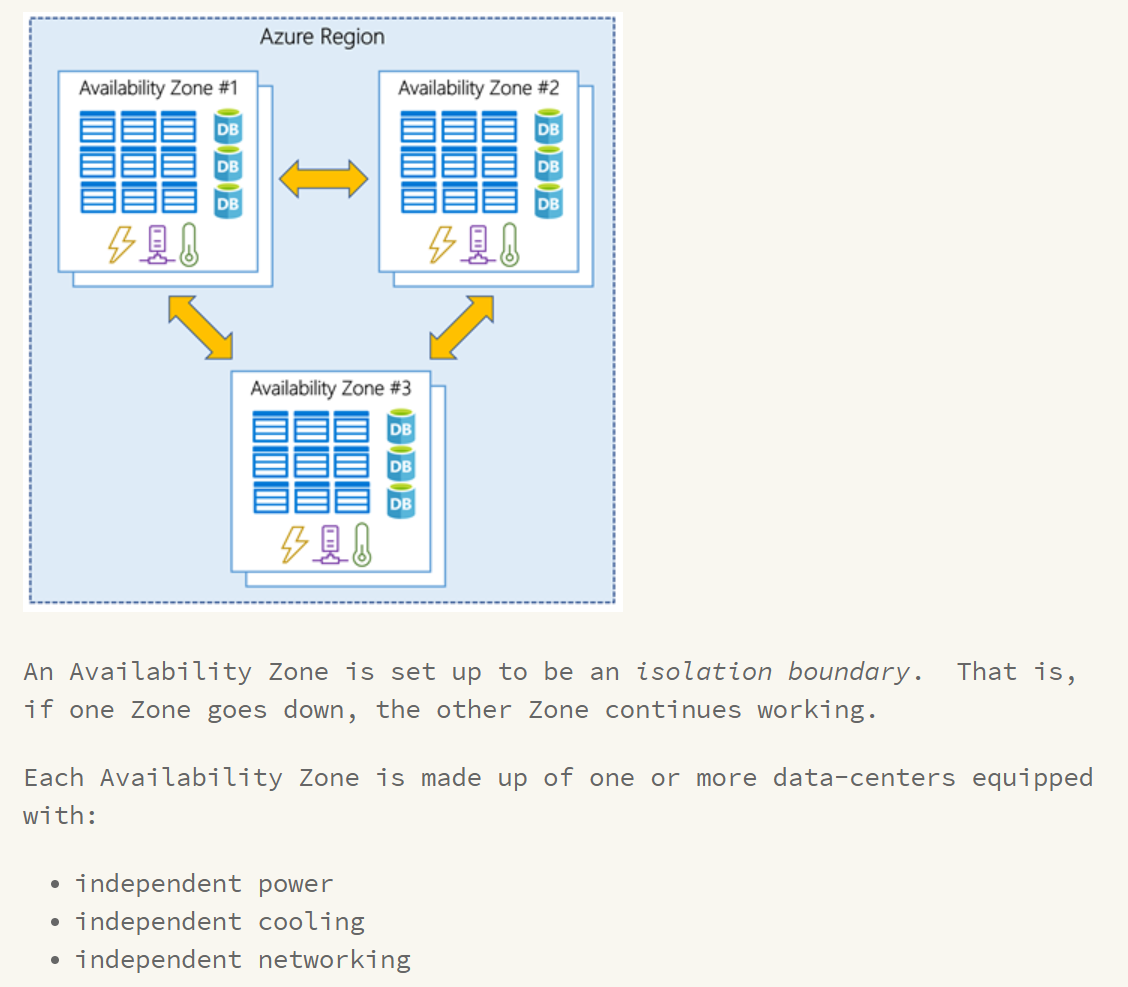 Azure Region
Availability Zone #1
Availability Zone #2
DB
DB
DB
DB
DB
DB
Availability Zone #3
DB
DB
DB
An Availability Zone is set up to be an isolation boundary.  That is,
if one Zone goes down, the other Zone continues working.
Each Availability Zone is made up of one or more data-centers equipped
with:
• independent power
• independent cooling
• independent networking